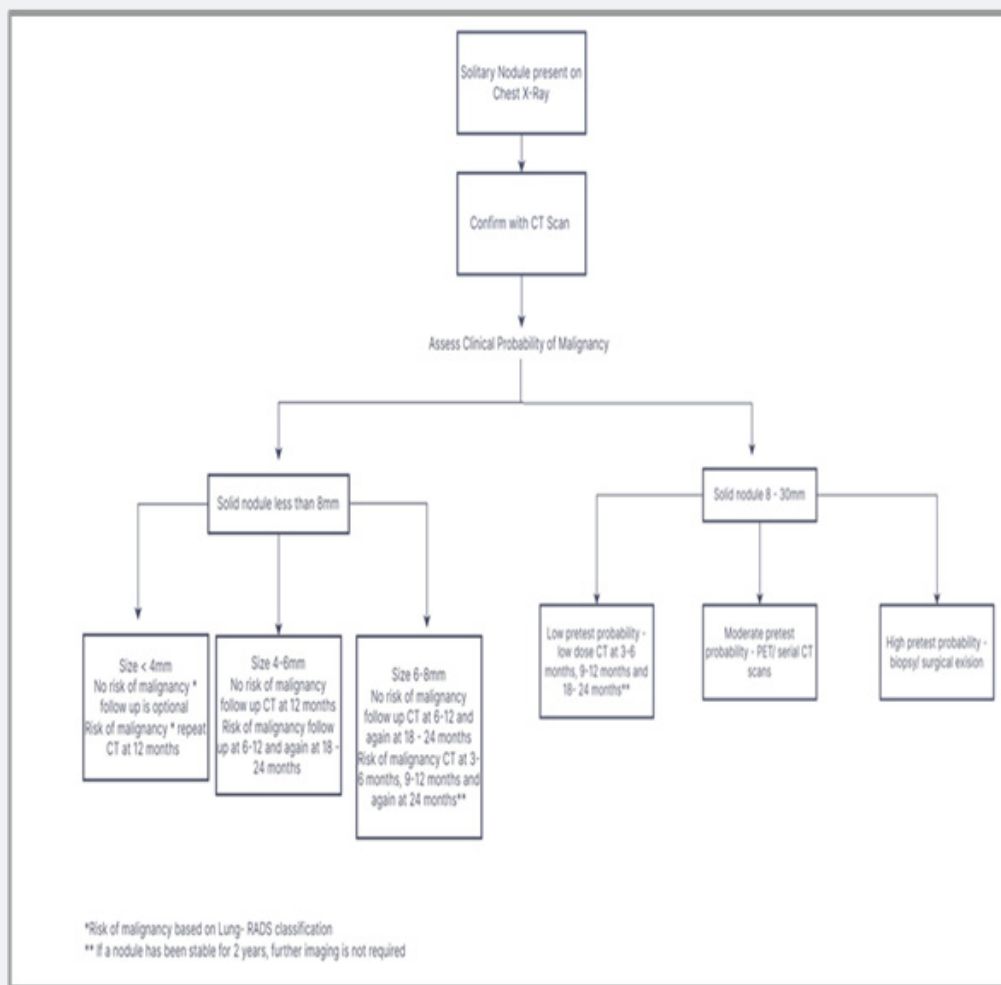 Solitary Nodule present on
Chest X-Ray
Confirm with CT Scan
Assess Clinical Probability of Malignancy
Solid nodule less than 8mm
Solid nodule 8 - 30mm
Size < 4mm
No risk of malignancy *
follow up is optional
Risk of malignancy * repeat
CT at 12 months
Size 4-6mm
No risk of malignancy
follow up CT at 12 months
Risk of malignancy follow
up at 6-12 and again at 18 -
24 months
Size 6-8mm
No risk of malignancy
follow up CT at 6-12 and
again at 18 - 24 months
Risk of malignancy CT at 3-
6 months, 9-12 months and
again at 24 months**
Low pretest probability -
low dose CT at 3-6
months, 9-12 months and
18- 24 months**
Moderate pretest
probability - PET/ serial CT
scans
High pretest probability -
biopsy/ surgical exision
*Risk of malignancy based on Lung- RADS classification
** If a nodule has been stable for 2 years, further imaging is not required